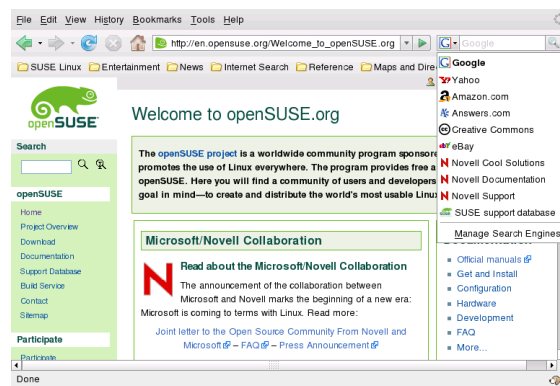 File Edit View History Bookmarks Tools Help
http://en.opensuse.org/Welcome_to_openSUSE.org
G Google
SUSE Linux Entertainment News Internet Search Reference Maps and Dire
openSUSE
Search
openSUSE
Home
Project Overview
Download
Documentation
Support Database
Build Service
Contact
Sitemap
Participate
Participate
Welcome to openSUSE.org
The openSUSE project is a worldwide community program sponsore
promotes the use of Linux everywhere. The program provides free a
openSUSE. Here you will find a community of users and developers
goal in mind—to create and distribute the world's most usable Linux
Microsoft/Novell Collaboration
N
Read about the Microsoft/Novell Collaboration
The announcement of the collaboration between
Microsoft and Novell marks the beginning of a new era:
Microsoft is coming to terms with Linux. Read more:
Joint letter to the Open Source Community From Novell and
Microsoft – FAQ – Press Announcement
G Google
Yahoo
Amazon.com
Answers.com
Creative Commons
eBay
Novell Cool Solutions
Novell Documentation
Novell Support
SUSE support database
Manage Search Engines
Documentation
Official manuals
Get and Install
Configuration
Hardware
Development
FAQ
More...
Done